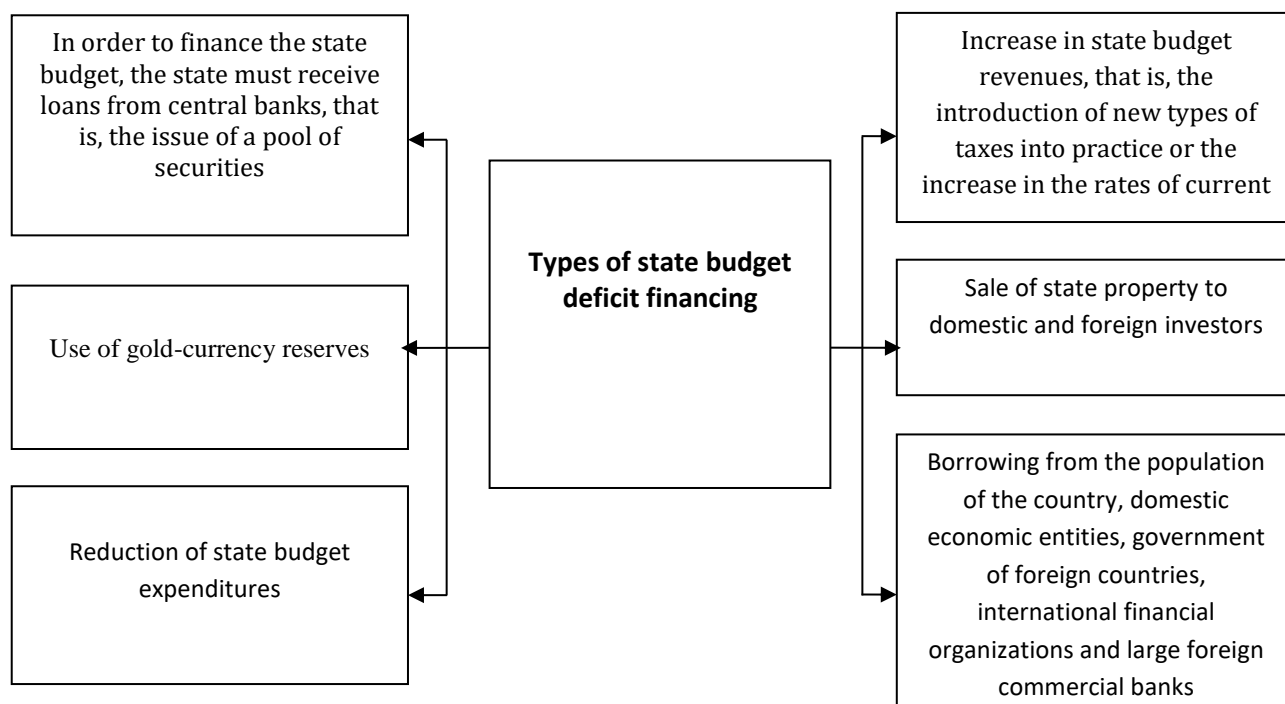 In order to finance the state
budget, the state must receive
loans from central banks, that
is, the issue of a pool of
securities
Use of gold-currency reserves
Reduction of state budget
expenditures
Types of state budget
deficit financing
Increase in state budget
revenues, that is, the
introduction of new types of
taxes into practice or the
increase in the rates of current
Sale of state property to
domestic and foreign investors
Borrowing from the population
of the country, domestic
economic entities, government
of foreign countries,
international financial
organizations and large foreign
commercial banks